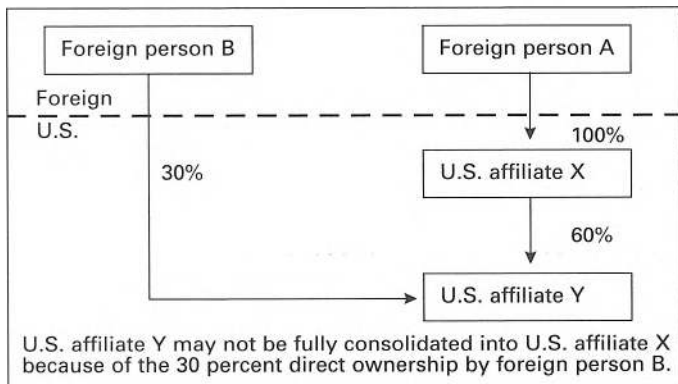 Foreign person B
Foreign person A
Foreign
U.S.
100%
30%
U.S. affiliate X
60%
U.S. affiliate Y
U.S. affiliate Y may not be fully consolidated into U.S. affiliate X
because of the 30 percent direct ownership by foreign person B.